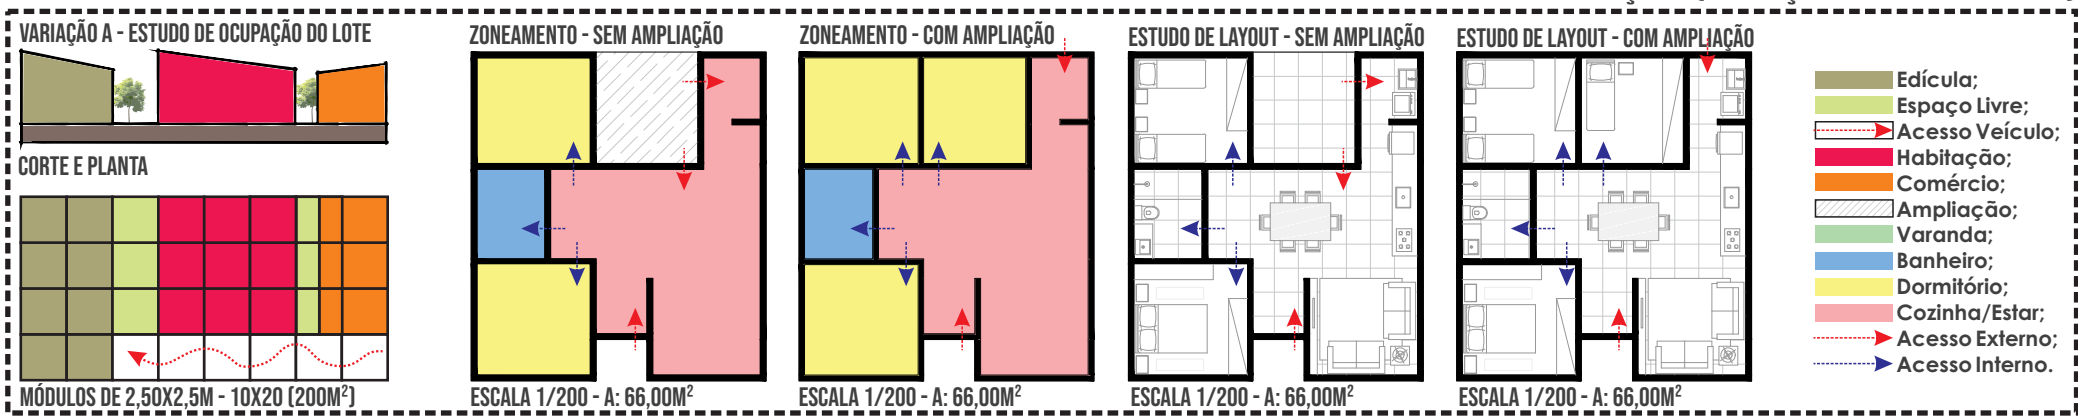 VARIAÇÃO A - ESTUDO DE OCUPAÇÃO DO LOTE
CORTE E PLANTA
MÓDULOS DE 2,50X2,5M - 10X20 (200M²)
ZONEAMENTO - SEM AMPLIAÇÃO
ESCALA 1/200 - A: 66,00M²
ZONEAMENTO - COM AMPLIAÇÃO
ESCALA 1/200 - A: 66,00M²
ESTUDO DE LAYOUT - SEM AMPLIAÇÃO
ESCALA 1/200 - A: 66,00M²
ESTUDO DE LAYOUT - COM AMPLIAÇÃO
ESCALA 1/200 - A: 66,00M²
Edícula;
Espaço Livre;
Acesso Veículo;
Habitação;
Comércio;
Ampliação;
Varanda;
Banheiro;
Dormitório;
Cozinha/Estar;
Acesso Externo;
Acesso Interno.